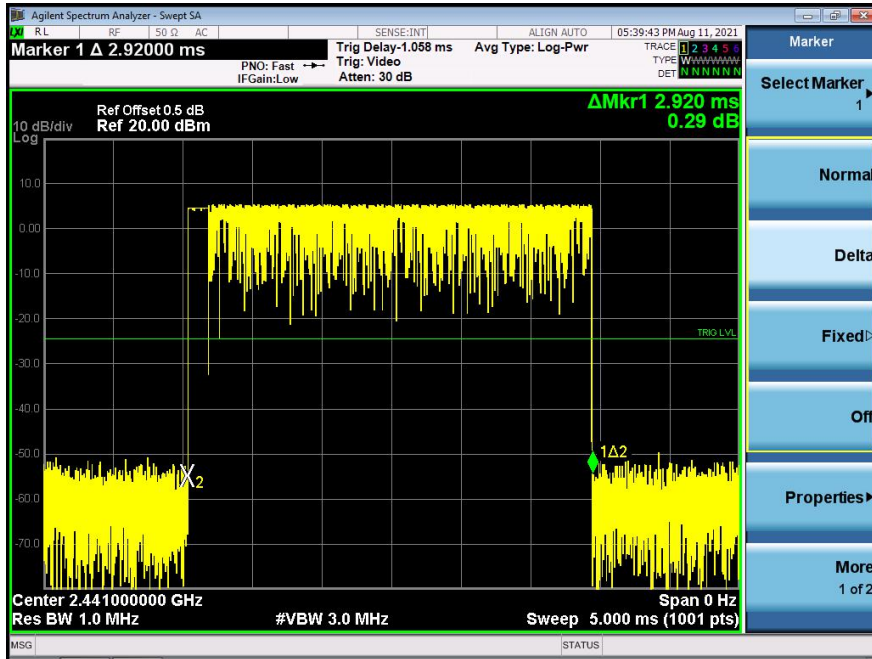 Agilent Spectrum Analyzer - Swept SA
LXI RL RF 50 Ω AC SENSE:INT ALIGN AUTO 05:39:43 PM Aug 11, 2021
Marker 1 Δ 2.92000 ms
PNO: Fast
IFGain:Low
Trig Delay-1.058 ms
Trig: Video
Atten: 30 dB
Avg Type: Log-Pwr
TRACE 1 2 3 4 5 6
TYPE WWWWWW
DET N N N N N N
ΔMkr1 2.920 ms
0.29 dB
Ref Offset 0.5 dB
10 dB/div Ref 20.00 dBm
Log
10.0
0.00
-10.0
-20.0
TRIG LVL
-30.0
-40.0
-50.0
1Δ2
2
-60.0
-70.0
Center 2.441000000 GHz Span 0 Hz
Res BW 1.0 MHz #VBW 3.0 MHz Sweep 5.000 ms (1001 pts)
MSG STATUS
Marker
Select Marker
1
Norma
Delta
Fixed
Off
Properties
More
1 of 2